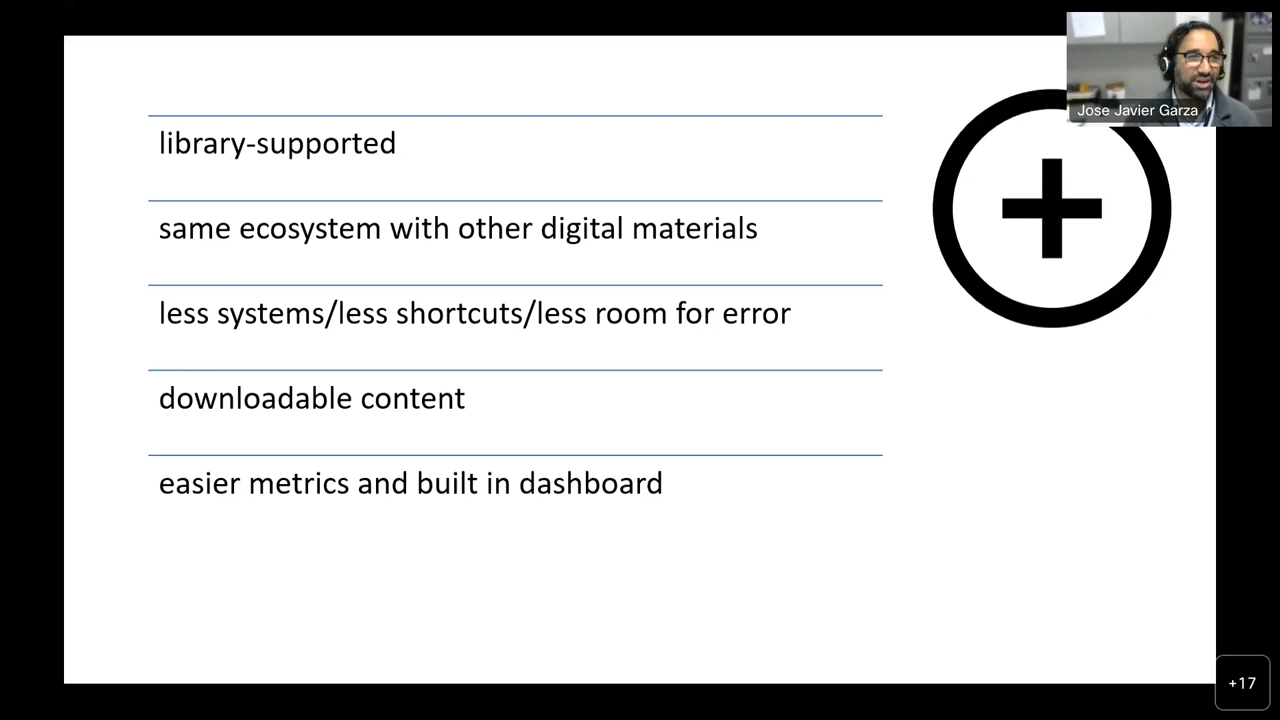 Jose Javier Garza
library-supported
same ecosystem with other digital materials
less systems/less shortcuts/less room for error
downloadable content
easier metrics and built in dashboard
+17